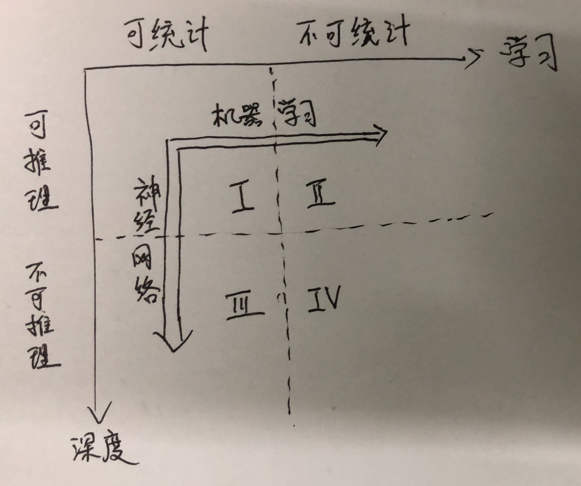 可统计 不可统计
学习
可推理
机器学习
神经网络
I II
不可推理
III IV
深度